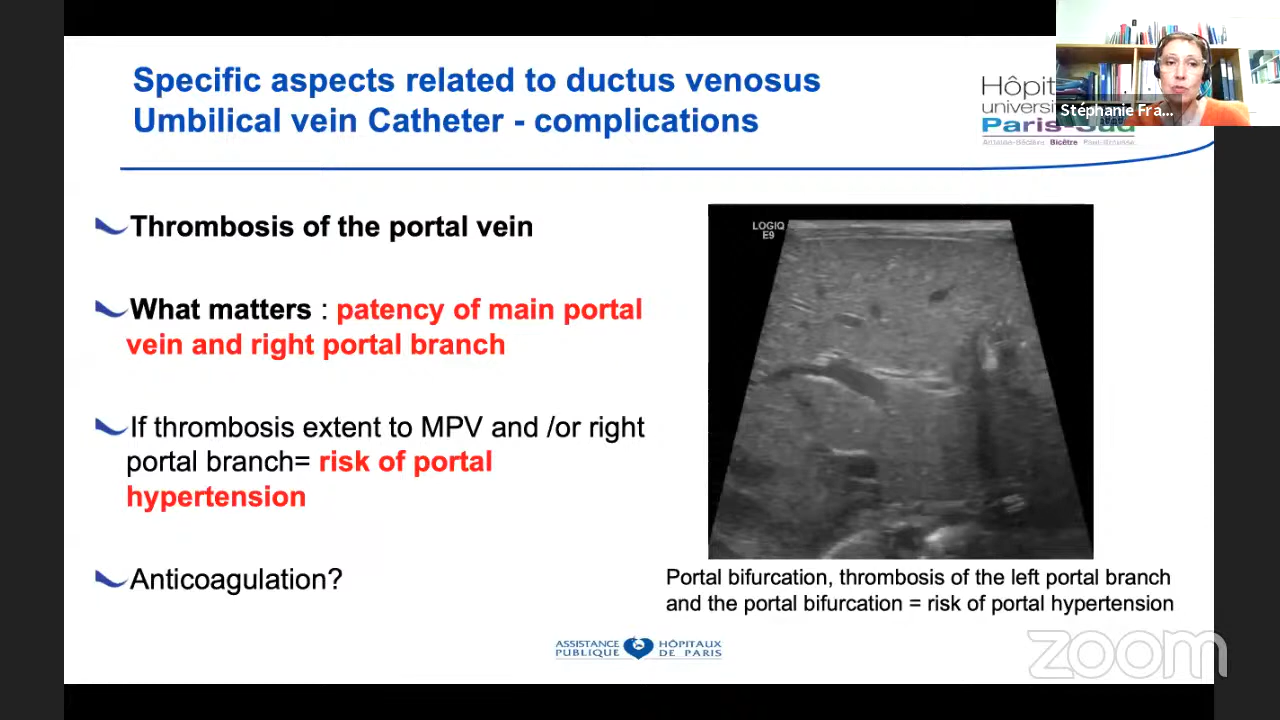 Specific aspects related to ductus venosus
Umbilical vein Catheter - complications
Hôpit
universi
Paris-Sud
Bicêtre
Stéphanie Fra...
Thrombosis of the portal vein
What matters : patency of main portal
vein and right portal branch
If thrombosis extent to MPV and /or right
portal branch= risk of portal
hypertension
Anticoagulation?
LOGIQ
E9
Portal bifurcation, thrombosis of the left portal branch
and the portal bifurcation = risk of portal hypertension
ASSISTANCE HÔPITAUX
PUBLIQUE DE PARIS
zoom